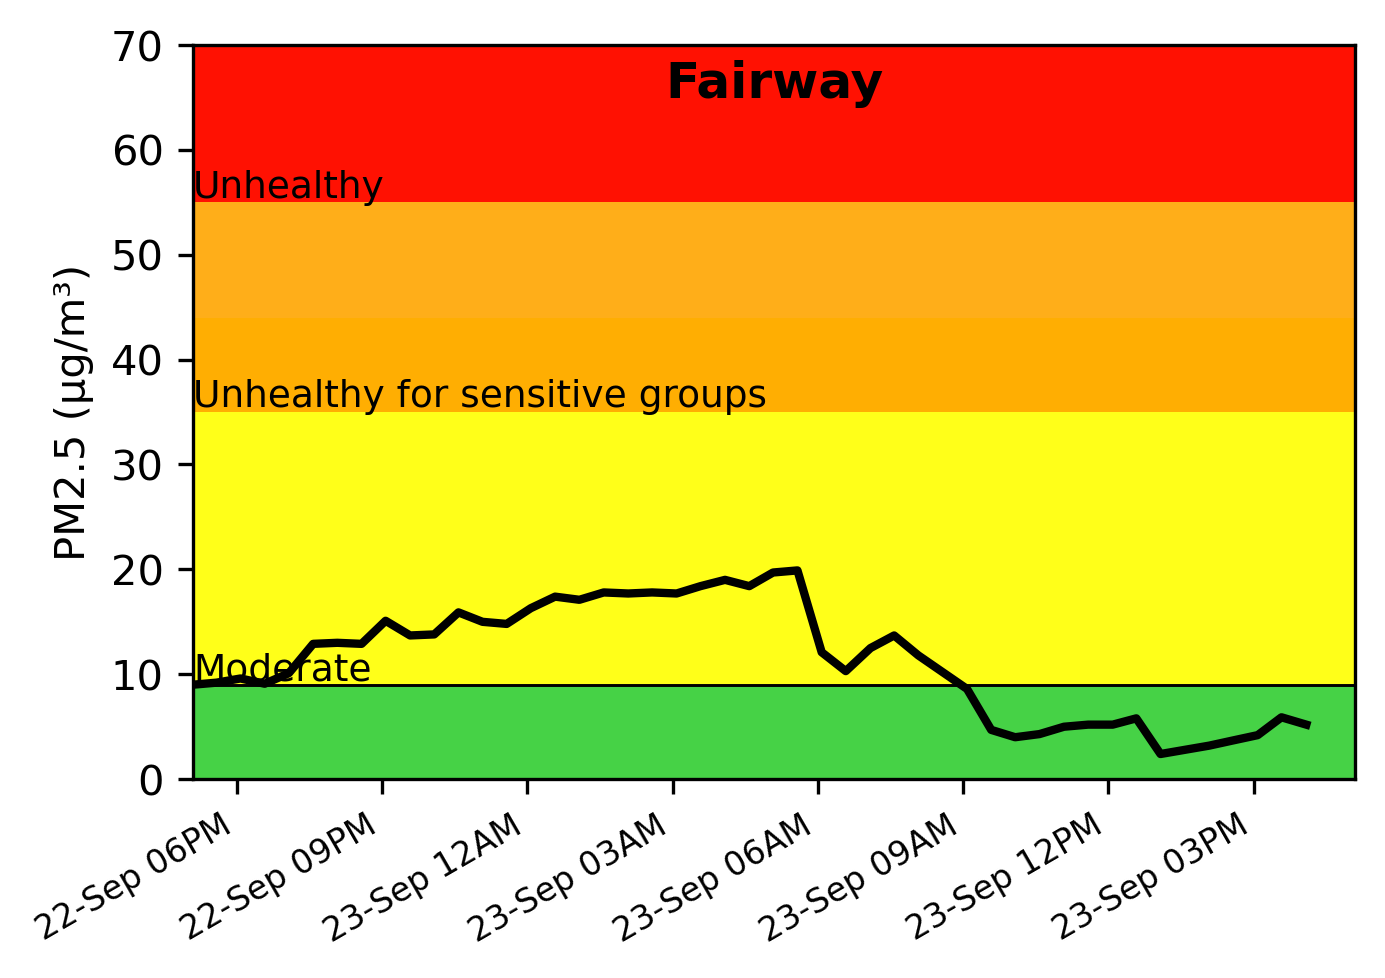 Fairway
70
60
Unhealthy
50
40
Unhealthy for sensitive groups
30
20
Moderate
10
0
PM2.5 (µg/m³)
22-Sep 06PM
22-Sep 09PM
23-Sep 12AM
23-Sep 03AM
23-Sep 06AM
23-Sep 09AM
23-Sep 12PM
23-Sep 03PM